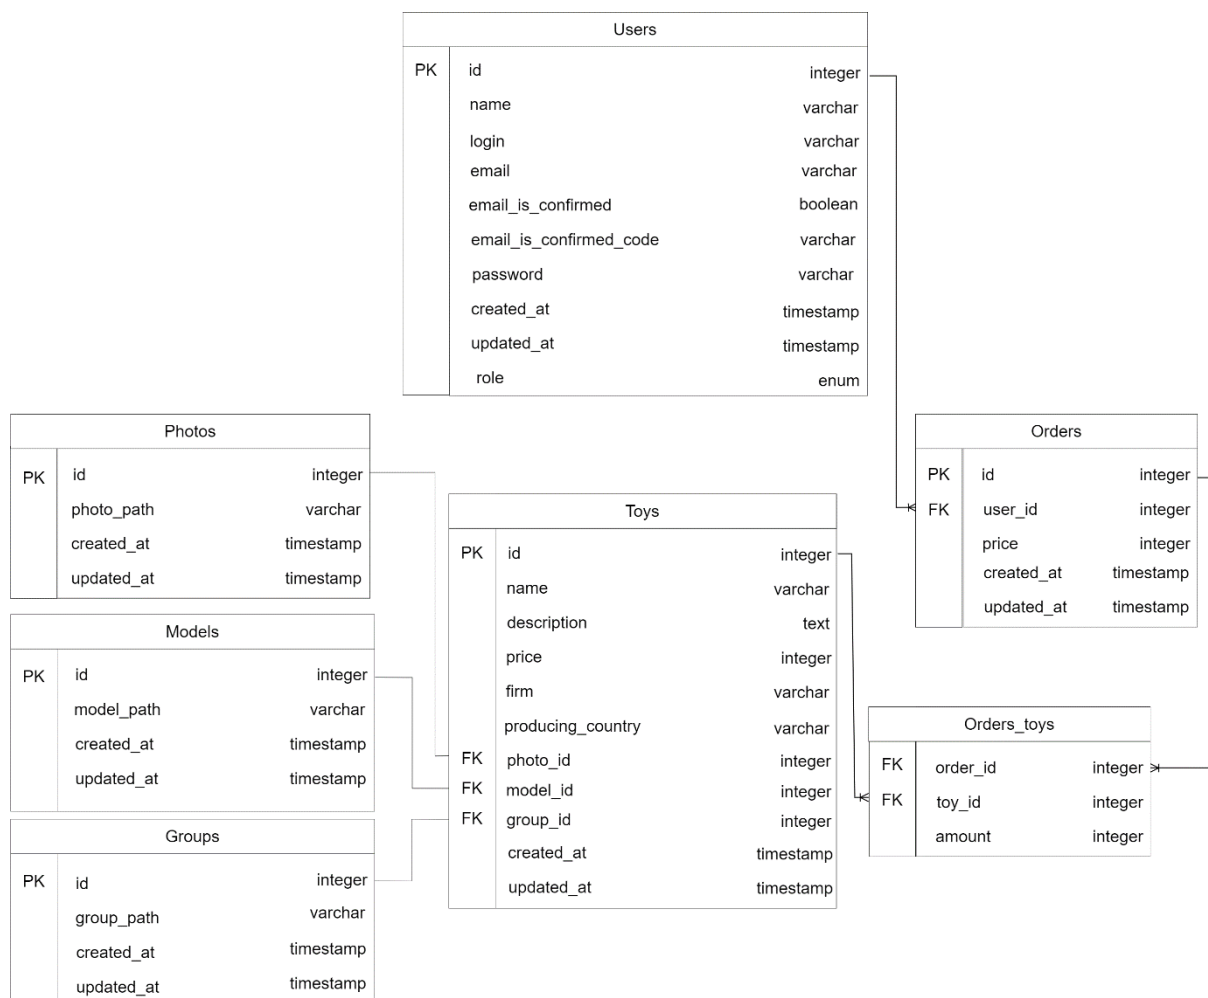 Users
PK id integer
name varchar
login varchar
email varchar
email_is_confirmed boolean
email_is_confirmed_code varchar
password varchar
created_at timestamp
updated_at timestamp
role enum
Photos
PK id integer
photo_path varchar
created_at timestamp
updated_at timestamp
Models
PK id integer
model_path varchar
created_at timestamp
updated_at timestamp
Groups
PK id integer
group_path varchar
created_at timestamp
updated_at timestamp
Toys
PK id integer
name varchar
description text
price integer
firm varchar
producing_country varchar
FK photo_id integer
FK model_id integer
FK group_id integer
created_at timestamp
updated_at timestamp
Orders
PK id integer
FK user_id integer
price integer
created_at timestamp
updated_at timestamp
Orders_toys
FK order_id integer
FK toy_id integer
amount integer